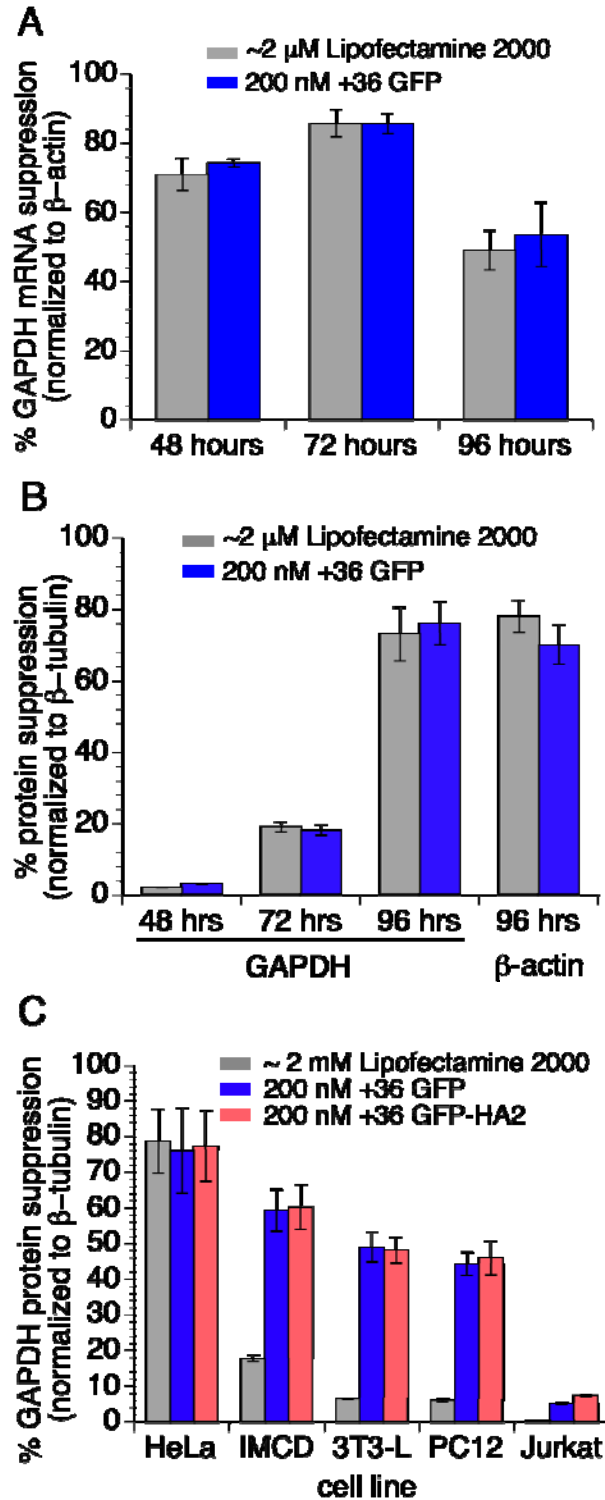 A
~2 μM Lipofectamine 2000
200 nM +36 GFP
% GAPDH mRNA suppression
(normalized to β–actin)
100
80
60
40
20
0
48 hours 72 hours 96 hours
B
~2 μM Lipofectamine 2000
200 nM +36 GFP
% protein suppression
(normalized to β–tubulin)
100
80
60
40
20
0
48 hrs 72 hrs 96 hrs 96 hrs
GAPDH β-actin
C
~ 2 mM Lipofectamine 2000
200 nM +36 GFP
200 nM +36 GFP-HA2
% GAPDH protein suppression
(normalized to β–tubulin)
100
90
80
70
60
50
40
30
20
10
0
HeLa IMCD 3T3-L PC12 Jurkat
cell line